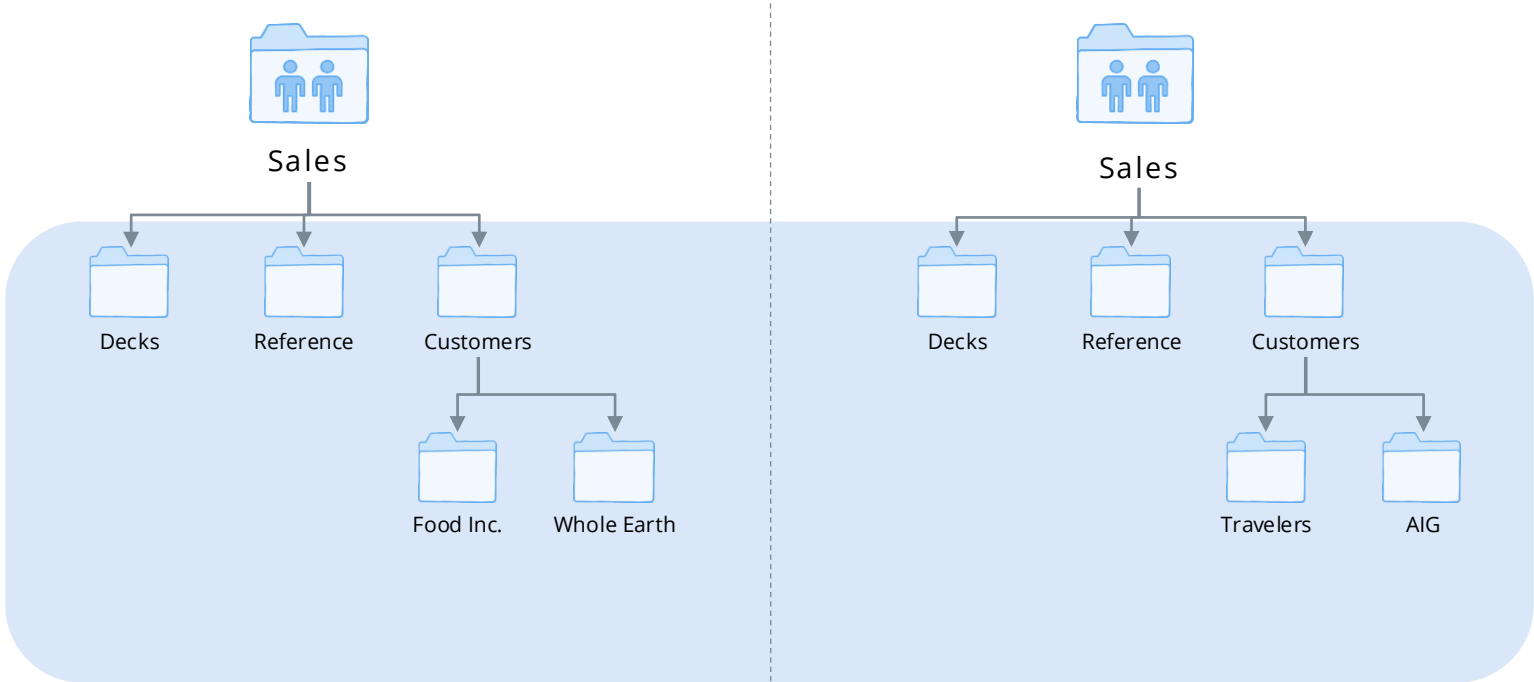 Sales
Sales
Decks
Reference
Customers
Decks
Reference
Customers
Food Inc.
Whole Earth
Travelers
AIG